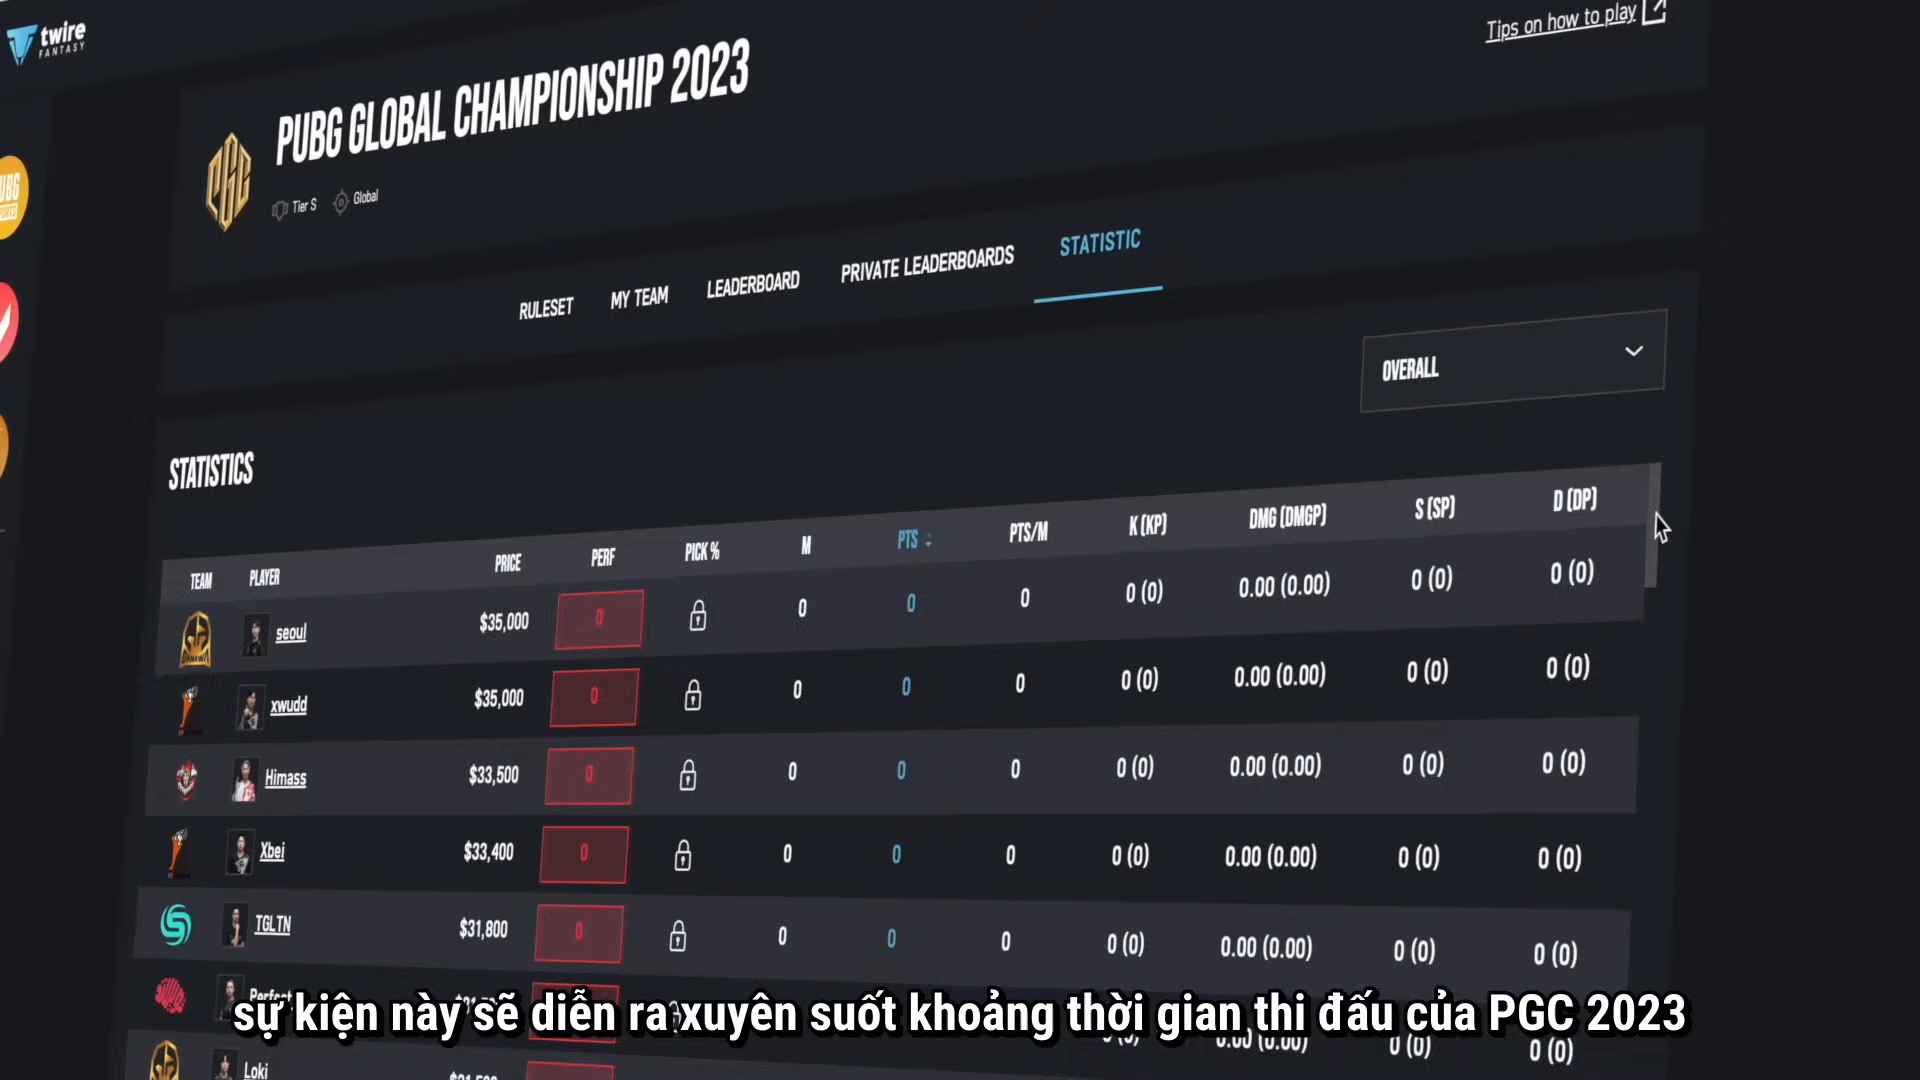 twire
FANTASY
Tips on how to play
PUBG GLOBAL CHAMPIONSHIP 2023
PGC
Tier S Global
RULESET MY TEAM LEADERBOARD PRIVATE LEADERBOARDS STATISTIC
OVERALL
STATISTICS
TEAM PLAYER PRICE PERF PICK % M PTS PTS/M K (KP) DMG (DMGP) S (SP) D (DP)
seoul $35,000 0 0 0 0 0 (0) 0.00 (0.00) 0 (0) 0 (0)
xwudd $35,000 0 0 0 0 0 (0) 0.00 (0.00) 0 (0) 0 (0)
Himass $33,500 0 0 0 0 0 (0) 0.00 (0.00) 0 (0) 0 (0)
Xbei $33,400 0 0 0 0 0 (0) 0.00 (0.00) 0 (0) 0 (0)
TGLTN $31,800 0 0 0 0 0 (0) 0.00 (0.00) 0 (0) 0 (0)
sự kiện này sẽ diễn ra xuyên suốt khoảng thời gian thi đấu của PGC 2023
Loki 0 (0) 0 (0)